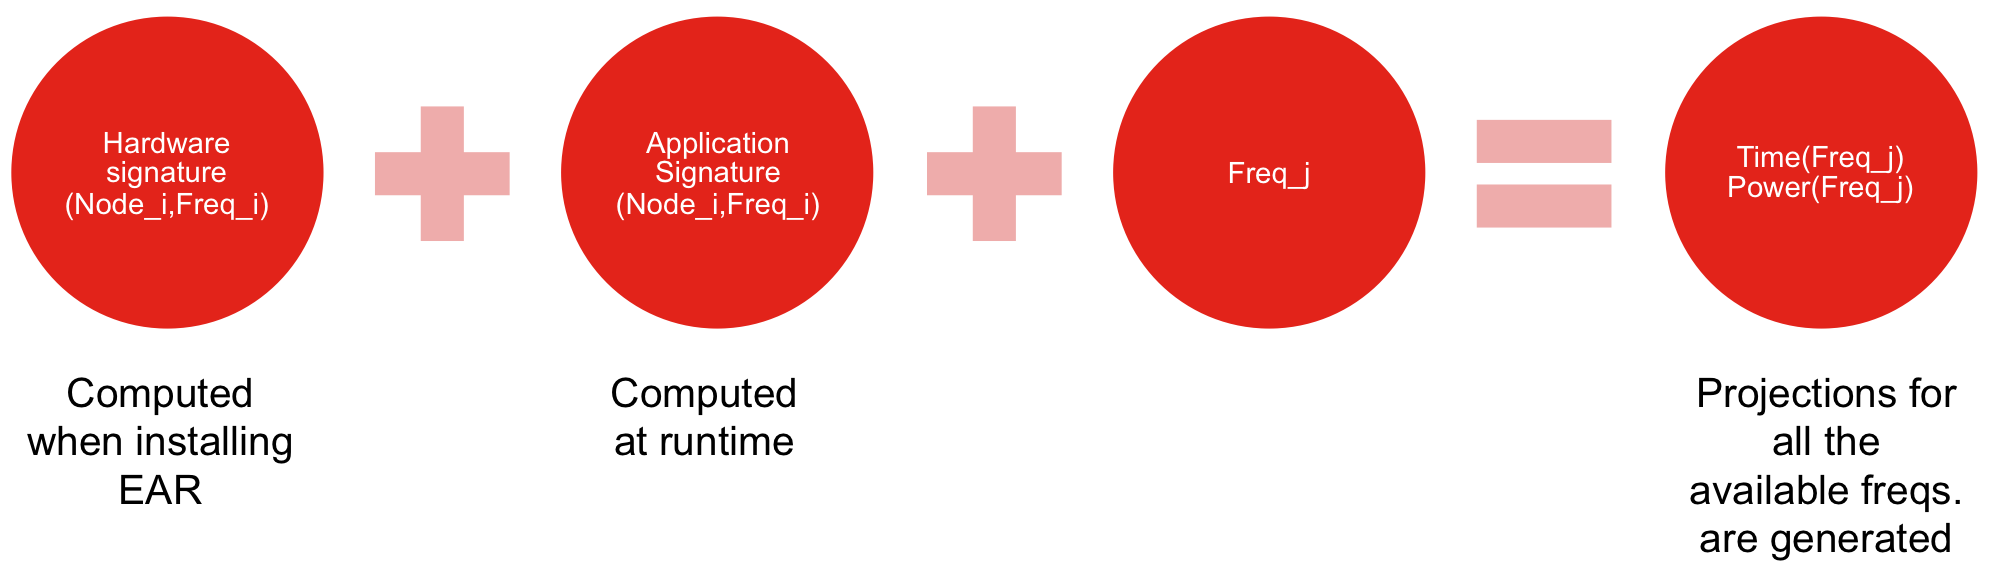 Hardware
signature
(Node_i,Freq_i)
Application
Signature
(Node_i,Freq_i)
Freq_j
Time(Freq_j)
Power(Freq_j)
Computed
when installing
EAR
Computed
at runtime
Projections for
all the
available freqs.
are generated